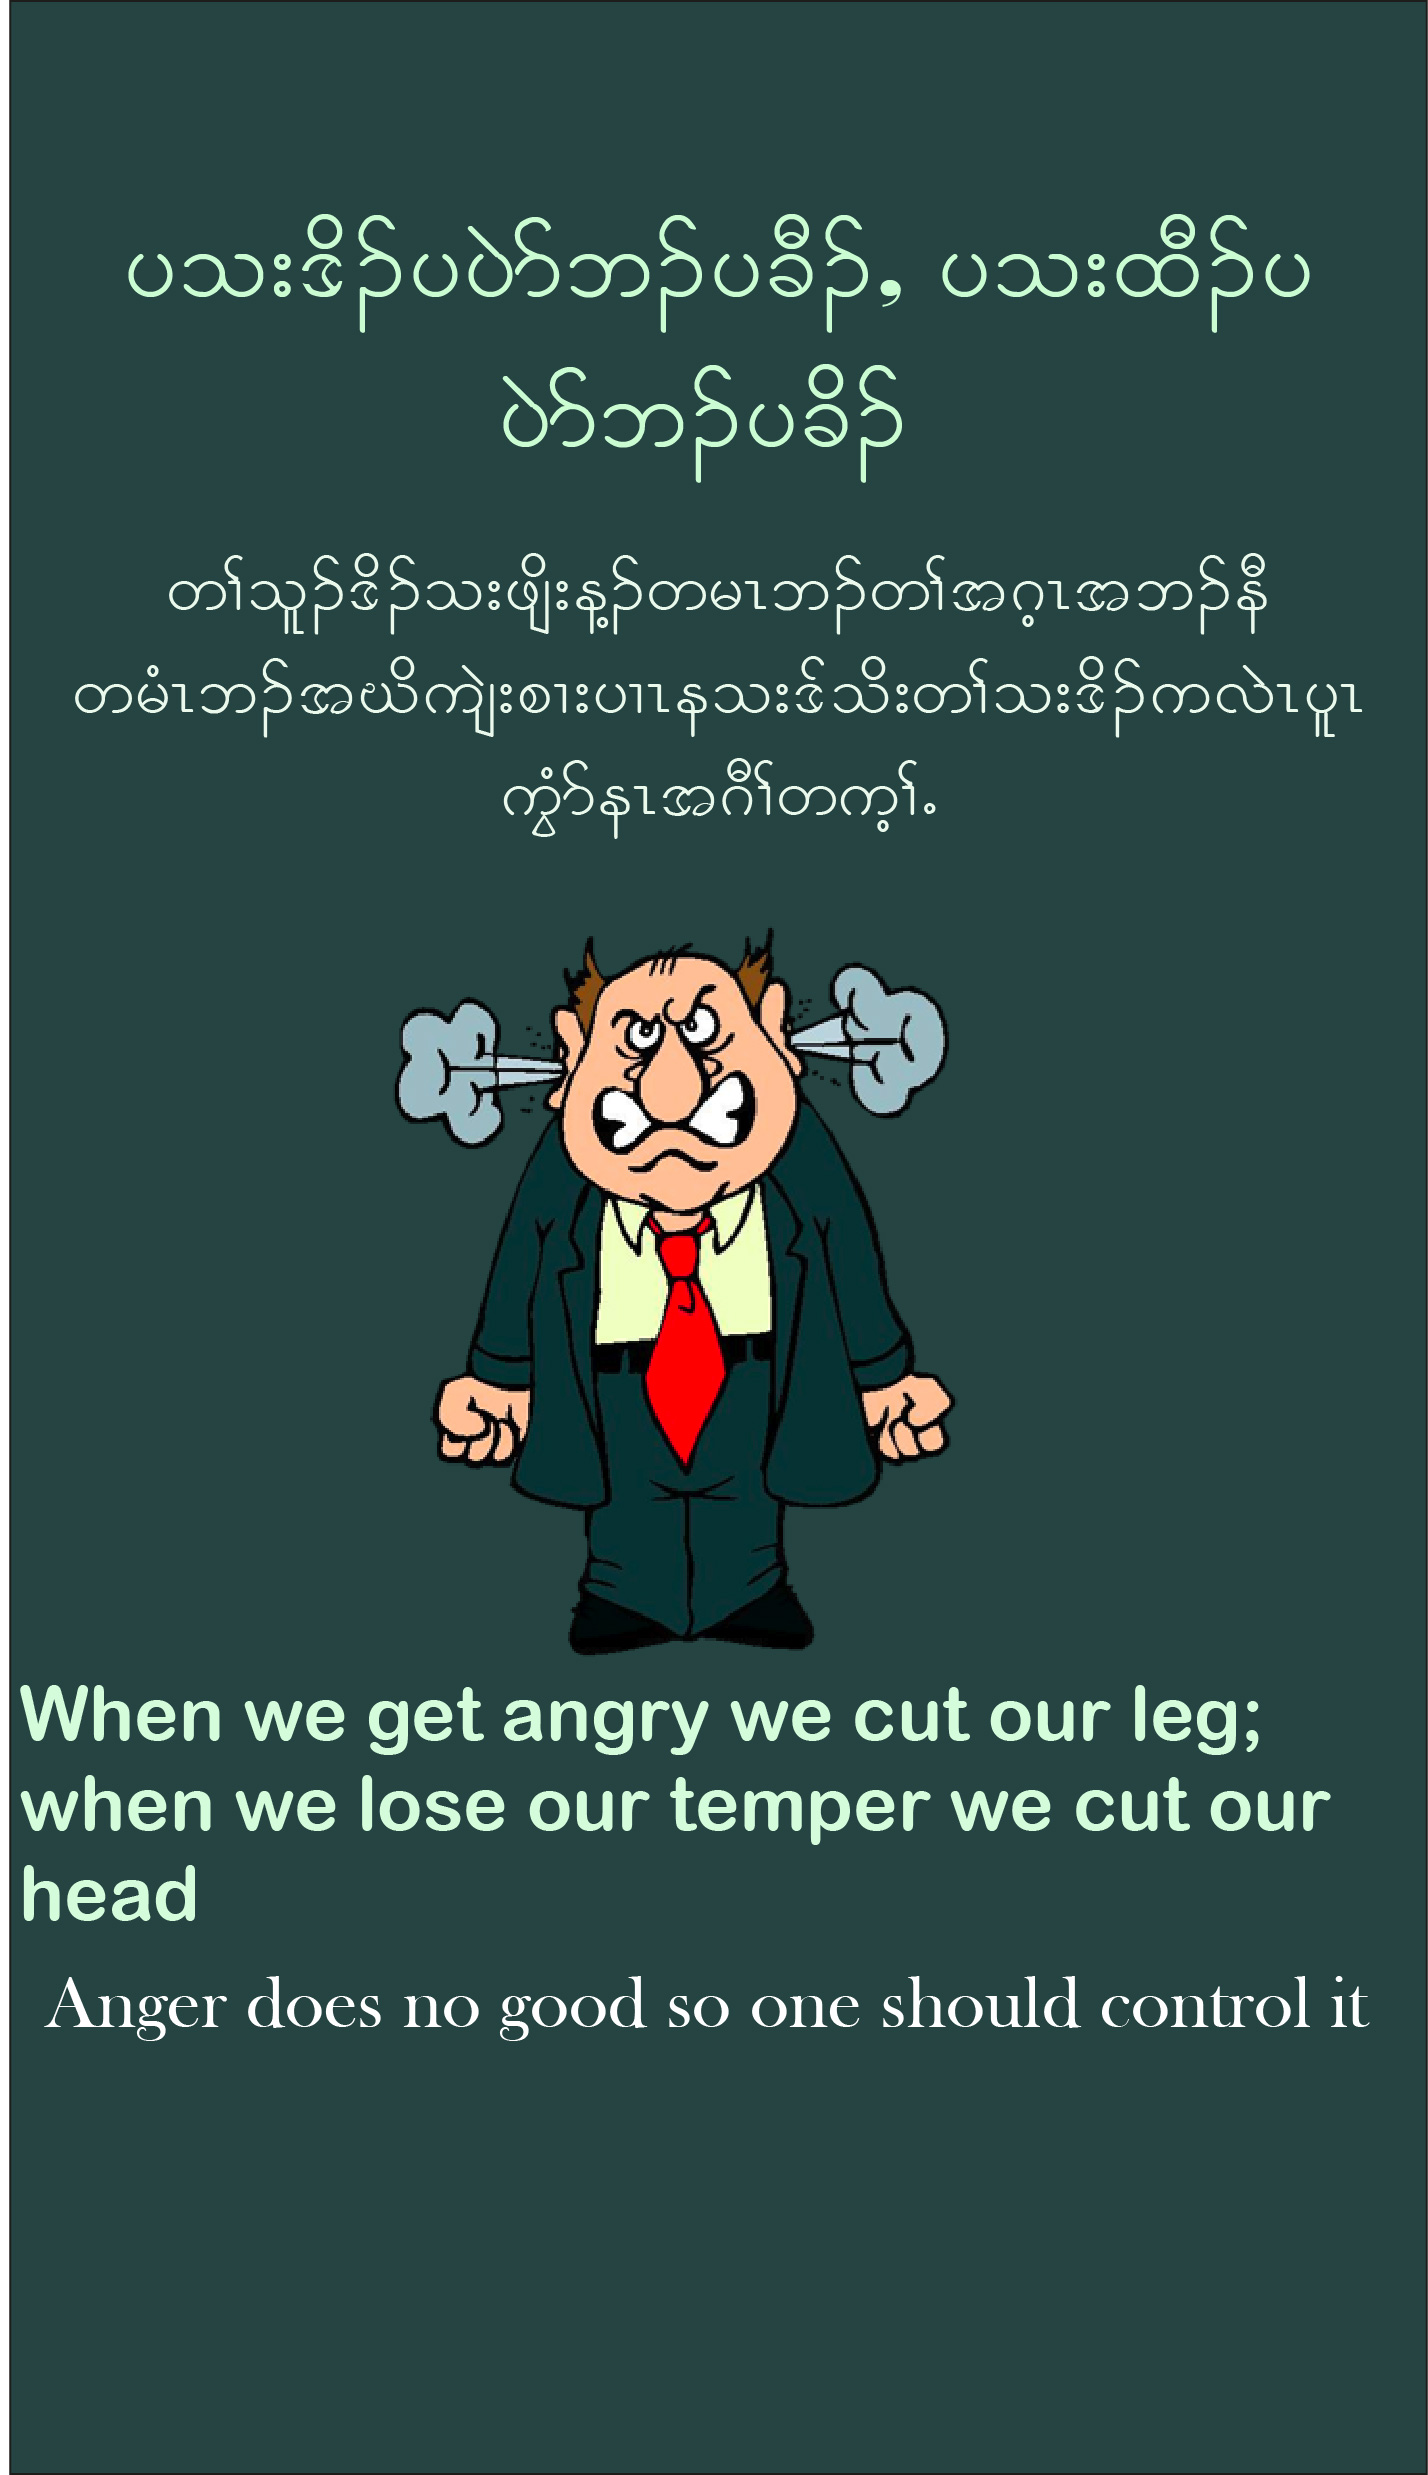 ပသးဒိၣ်ပပဲာ်ဘၣ်ပခီၣ်, ပသးထီၣ်ပ
ပဲာ်ဘၣ်ပခိၣ်
တၢ်သူၣ်ဒိၣ်သးဖျိးန့ၣ်တမၤဘၣ်တၢ်အဂ့ၤအဘၣ်နီ
တမံၤဘၣ်အဃိကျဲးစၢးပၢၤနသးဒ်သိးတၢ်သးဒိၣ်ကလဲၤပူၤ
ကွံာ်နၤအဂီၢ်တက့ၢ်.
When we get angry we cut our leg;
when we lose our temper we cut our
head
Anger does no good so one should control it